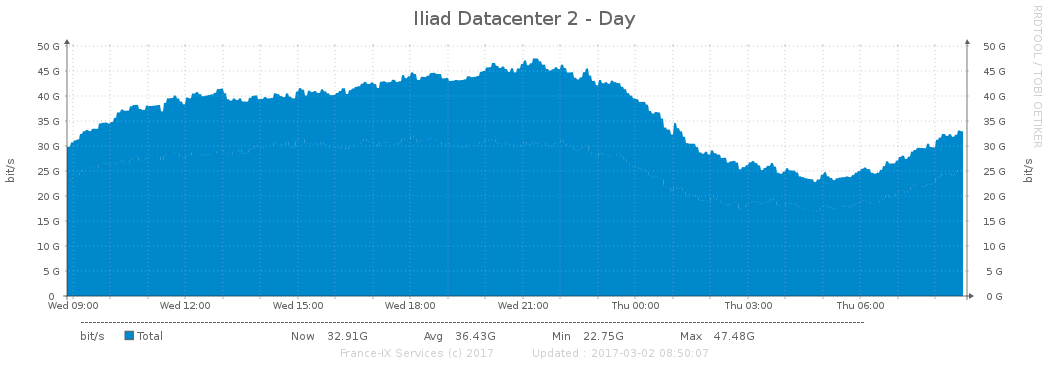 Iliad Datacenter 2 - Day
RRDTOOL / TOBI OETIKER
bit/s
50 G 50 G
45 G 45 G
40 G 40 G
35 G 35 G
30 G 30 G
25 G 25 G
20 G 20 G
15 G 15 G
10 G 10 G
5 G 5 G
0 0 G
bit/s
Wed 09:00 Wed 12:00 Wed 15:00 Wed 18:00 Wed 21:00 Thu 00:00 Thu 03:00 Thu 06:00
bit/s Total Now 32.91G Avg 36.43G Min 22.75G Max 47.48G
France-IX Services (c) 2017 Updated : 2017-03-02 08:50:07